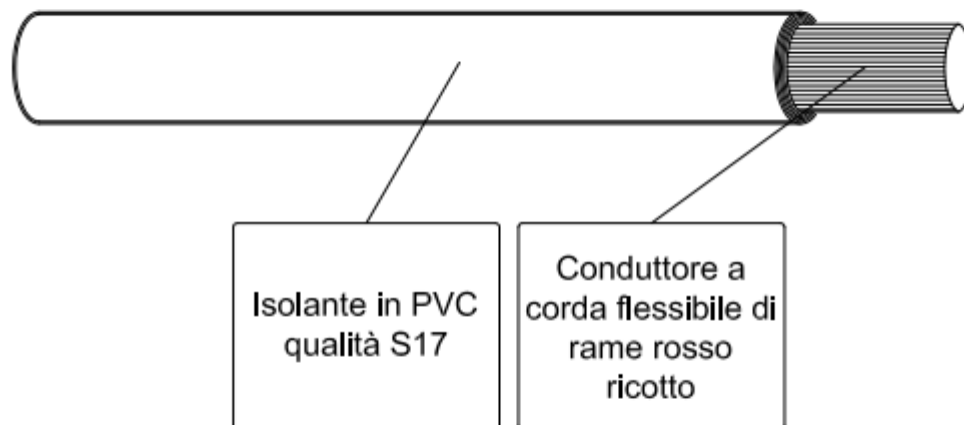 Isolante in PVC
qualità S17
Conduttore a
corda flessibile di
rame rosso
ricotto